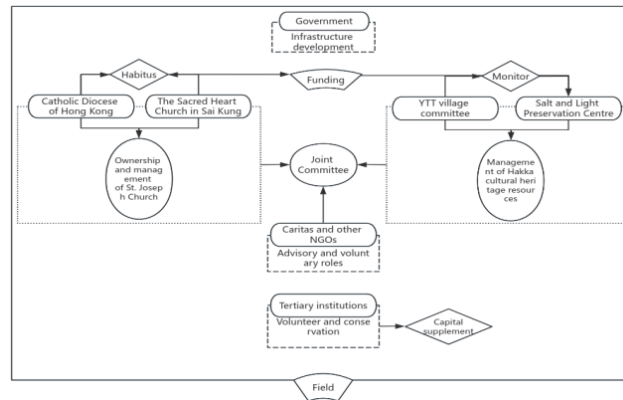 Government
Infrastructure
development
Habitus
Funding
Monitor
Catholic Diocese
of Hong Kong
The Sacred Heart
Church in Sai Kung
YTT village
committee
Salt and Light
Preservation Centre
Ownership
and manag
ement
of St. Josep
h Church
Joint
Committee
Manageme
nt of Hakka
cultural heri
tage resour
ces
Caritas and other
NGOs
Advisory and volunt
ary roles
Tertiary institutions
Volunteer and conse
rvation
Capital
supplement
Field